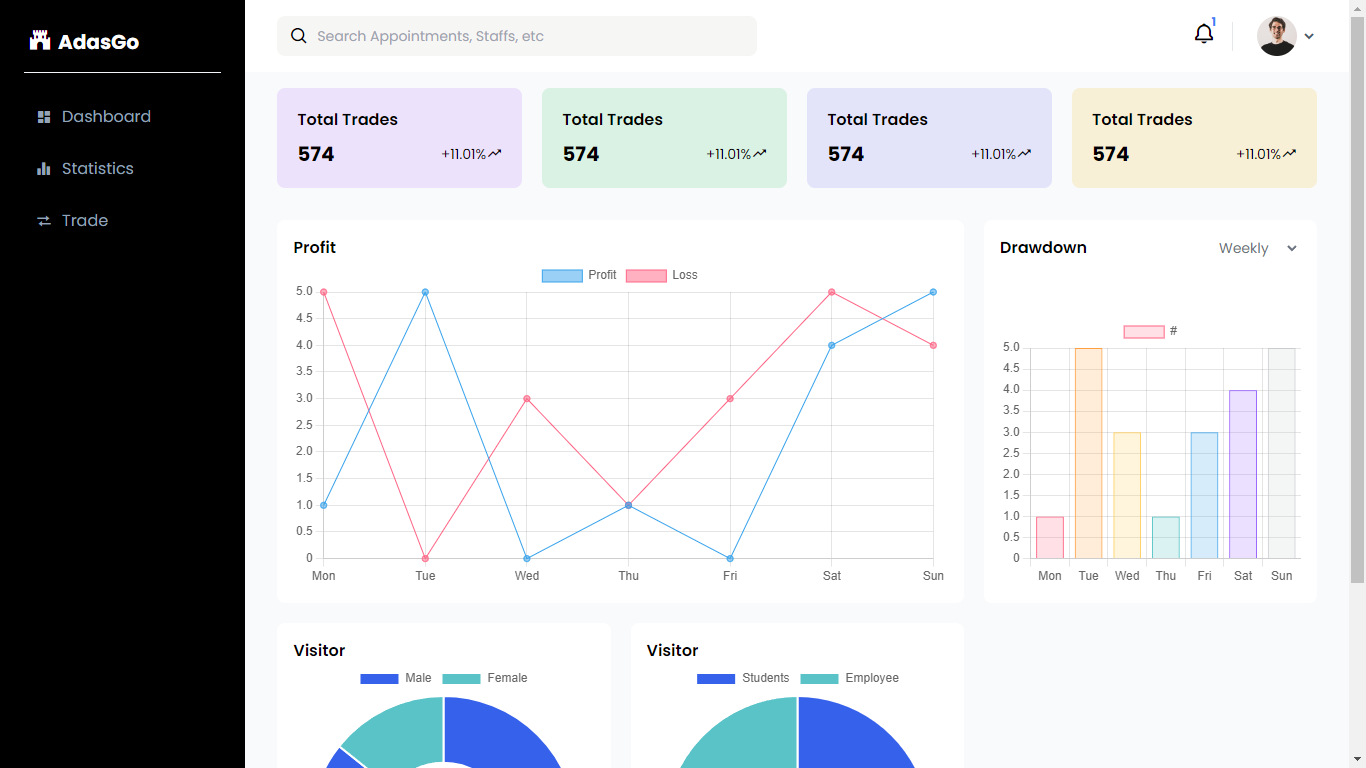 AdasGo
Dashboard
Statistics
Trade
Search Appointments, Staffs, etc
1
Total Trades
574
+11.01%
Total Trades
574
+11.01%
Total Trades
574
+11.01%
Total Trades
574
+11.01%
Profit
Profit Loss
5.0
4.5
4.0
3.5
3.0
2.5
2.0
1.5
1.0
0.5
0
Mon Tue Wed Thu Fri Sat Sun
Drawdown
Weekly
#
5.0
4.5
4.0
3.5
3.0
2.5
2.0
1.5
1.0
0.5
0
Mon Tue Wed Thu Fri Sat Sun
Visitor
Male Female
Visitor
Students Employee